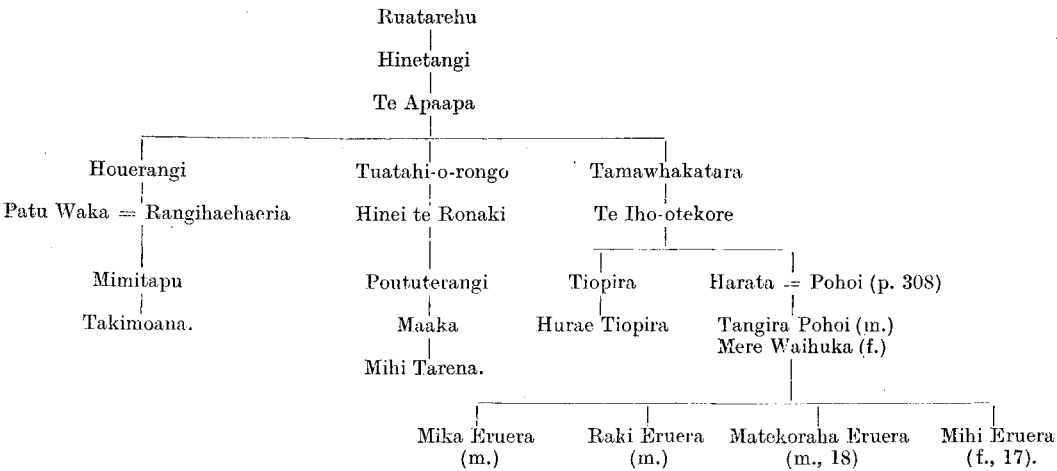 Ruatarehu
Hinetangi
Te Apaapa
Houerangi Tuatahi-o-rongo Tamawhakatara
Patu Waka = Rangihaehaeria Hinei te Ronaki Te Iho-otekore
Mimitapu Poututerangi Tiopira Harata = Pohoi (p. 308)
Takimoana. Maaka Hurae Tiopira Tangira Pohoi (m.)
Mere Waihuka (f.)
Mihi Tarena.
Mika Eruera Raki Eruera Matekoraha Eruera Mihi Eruera
(m.) (m.) (m., 18) (f., 17).